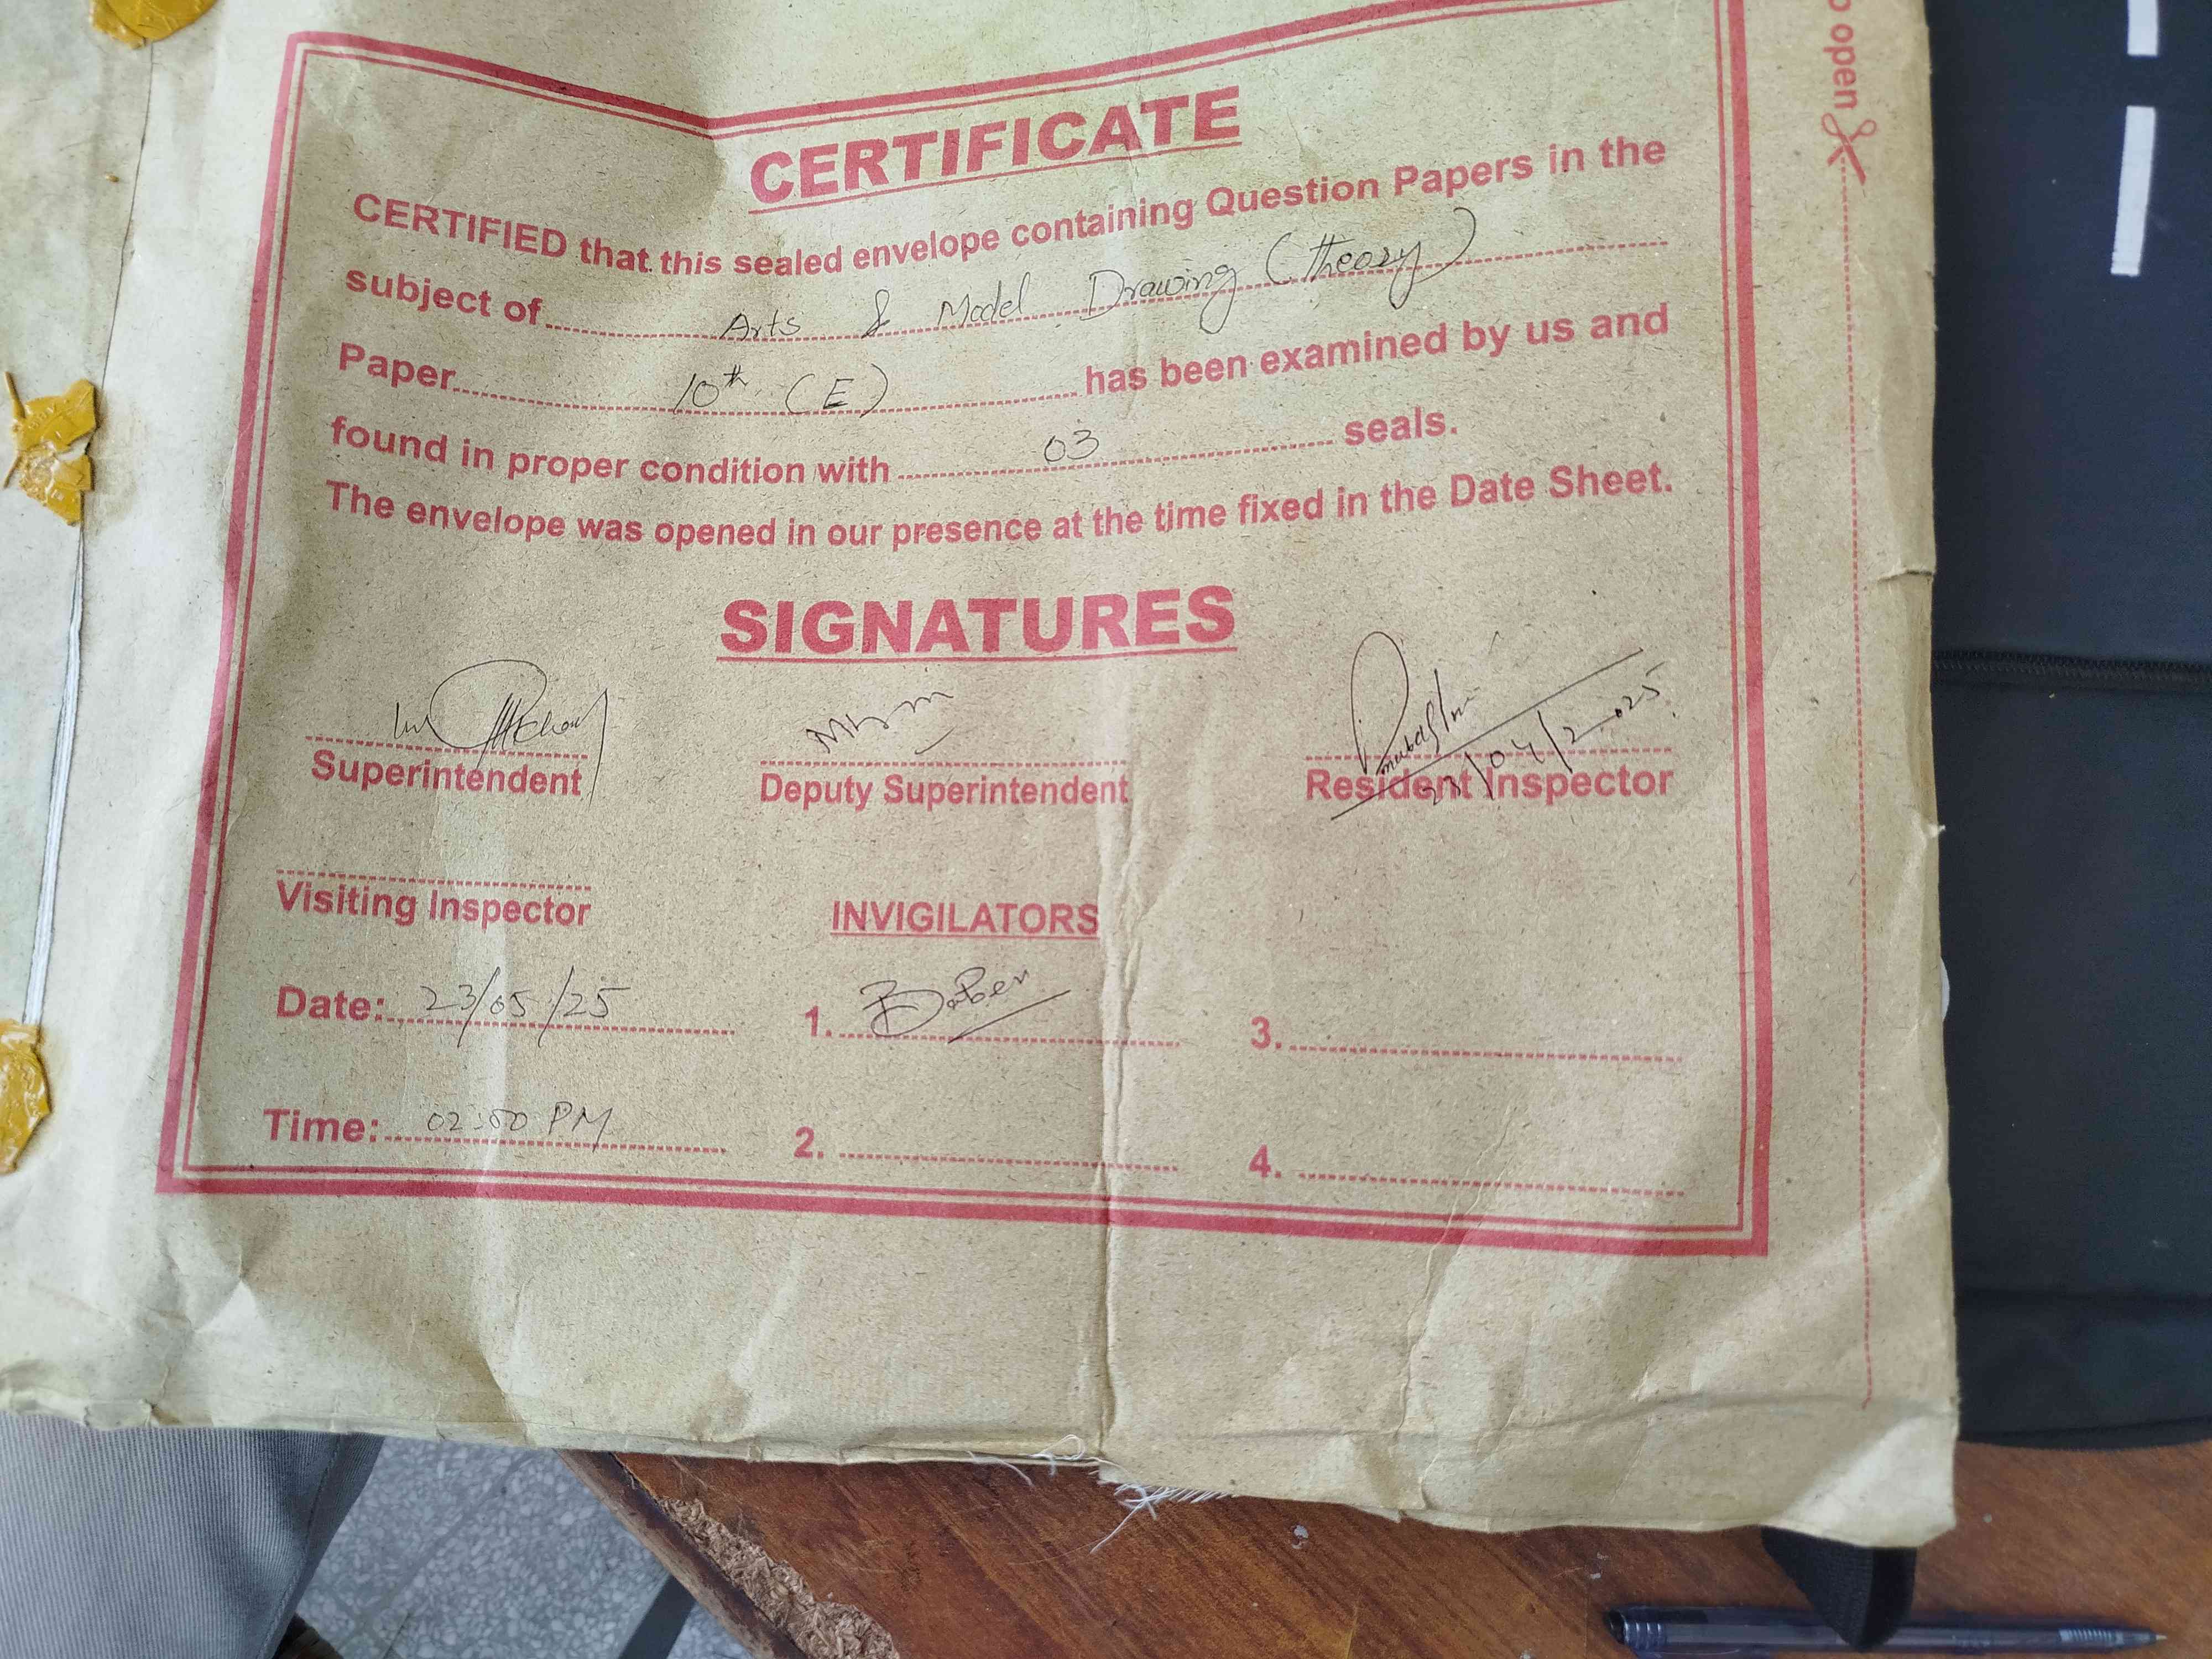 to open
CERTIFICATE
CERTIFIED that this sealed envelope containing Question Papers in the
subject of Arts & Model Drawing (Theory)
Paper 10th (E) has been examined by us and
found in proper condition with 03 seals.
The envelope was opened in our presence at the time fixed in the Date Sheet.
SIGNATURES
23/04/2025
Superintendent Deputy Superintendent Resident Inspector
Visiting Inspector INVIGILATORS
Date: 23/05/25 1. Baber 3.
Time: 02:00 PM 2. 4.